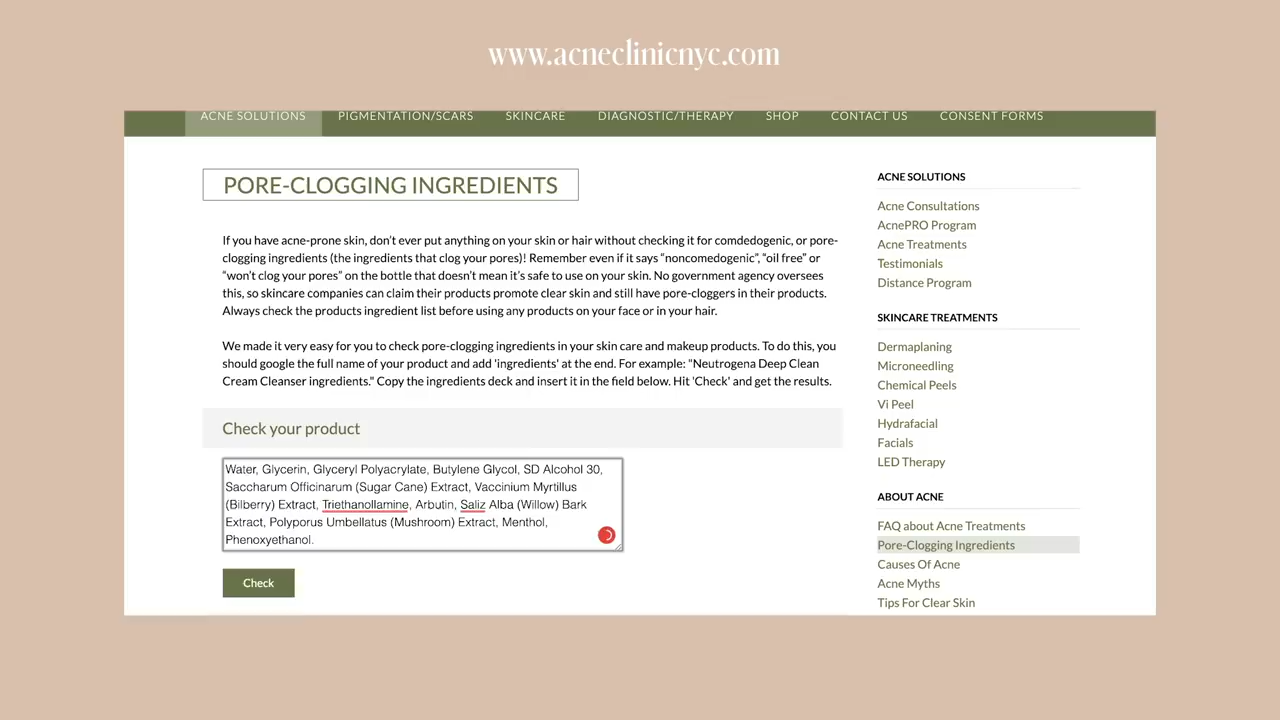 www.acneclinicnyc.com
ACNE SOLUTIONS PIGMENTATION/SCARS SKINCARE DIAGNOSTIC/THERAPY SHOP CONTACT US CONSENT FORMS
PORE-CLOGGING INGREDIENTS
If you have acne-prone skin, don't ever put anything on your skin or hair without checking it for comdedogenic, or pore-
clogging ingredients (the ingredients that clog your pores)! Remember even if it says “noncomedogenic”, “oil free” or
“won't clog your pores” on the bottle that doesn't mean it's safe to use on your skin. No government agency oversees
this, so skincare companies can claim their products promote clear skin and still have pore-cloggers in their products.
Always check the products ingredient list before using any products on your face or in your hair.
We made it very easy for you to check pore-clogging ingredients in your skin care and makeup products. To do this, you
should google the full name of your product and add 'ingredients' at the end. For example: “Neutrogena Deep Clean
Cream Cleanser ingredients.” Copy the ingredients deck and insert it in the field below. Hit 'Check' and get the results.
Check your product
Water, Glycerin, Glyceryl Polyacrylate, Butylene Glycol, SD Alcohol 30,
Saccharum Officinarum (Sugar Cane) Extract, Vaccinium Myrtillus
(Bilberry) Extract, Triethanollamine, Arbutin, Saliz Alba (Willow) Bark
Extract, Polyporus Umbellatus (Mushroom) Extract, Menthol,
Phenoxyethanol.
Check
ACNE SOLUTIONS
Acne Consultations
AcnePRO Program
Acne Treatments
Testimonials
Distance Program
SKINCARE TREATMENTS
Dermaplaning
Microneedling
Chemical Peels
Vi Peel
Hydrafacial
Facials
LED Therapy
ABOUT ACNE
FAQ about Acne Treatments
Pore-Clogging Ingredients
Causes Of Acne
Acne Myths
Tips For Clear Skin